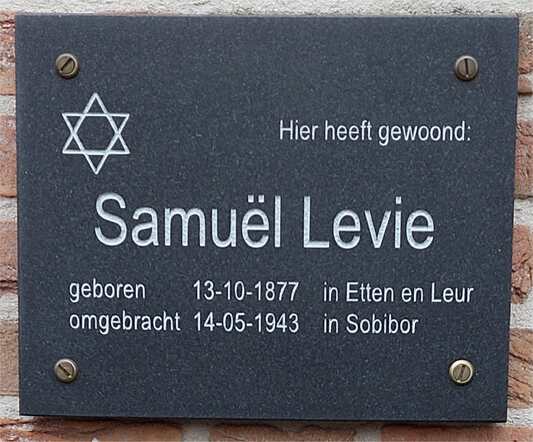 Hier heeft gewoond:
Samuël Levie
geboren 13-10-1877 in Etten en Leur
omgebracht 14-05-1943 in Sobibor